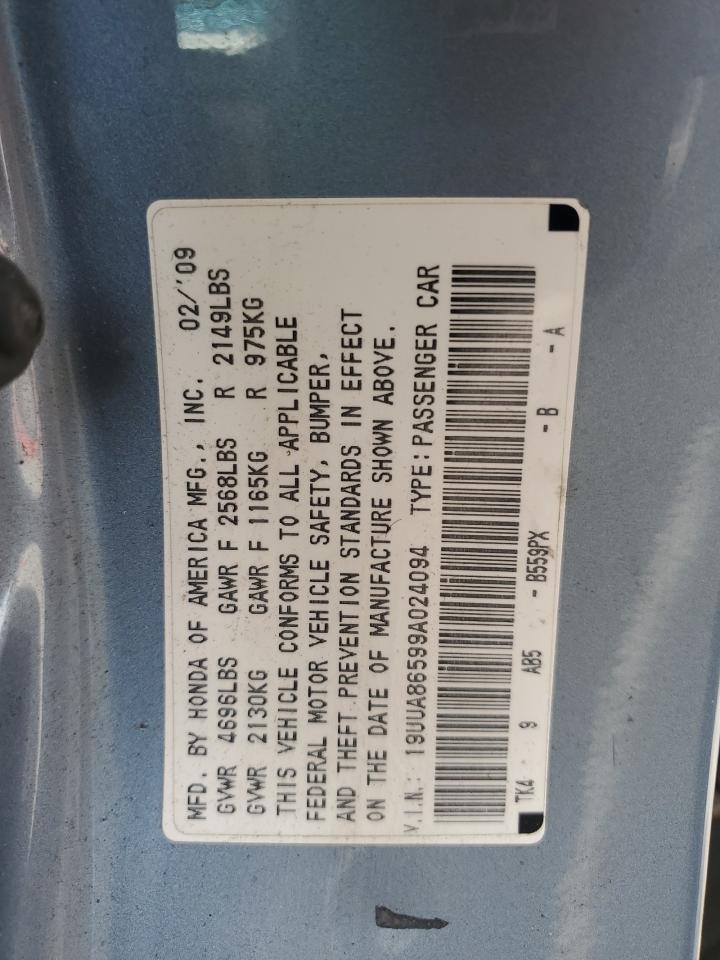 MFD. BY HONDA OF AMERICA MFG., INC. 02/'09
GVWR 4696LBS GAWR F 2568LBS R 2149LBS
GVWR 2130KG GAWR F 1165KG R 975KG
THIS VEHICLE CONFORMS TO ALL APPLICABLE
FEDERAL MOTOR VEHICLE SAFETY, BUMPER,
AND THEFT PREVENTION STANDARDS IN EFFECT
ON THE DATE OF MANUFACTURE SHOWN ABOVE.
V.I.N.: 19UUA86599A024094 TYPE: PASSENGER CAR
TK4 9 AB5 - B559PX - B - A